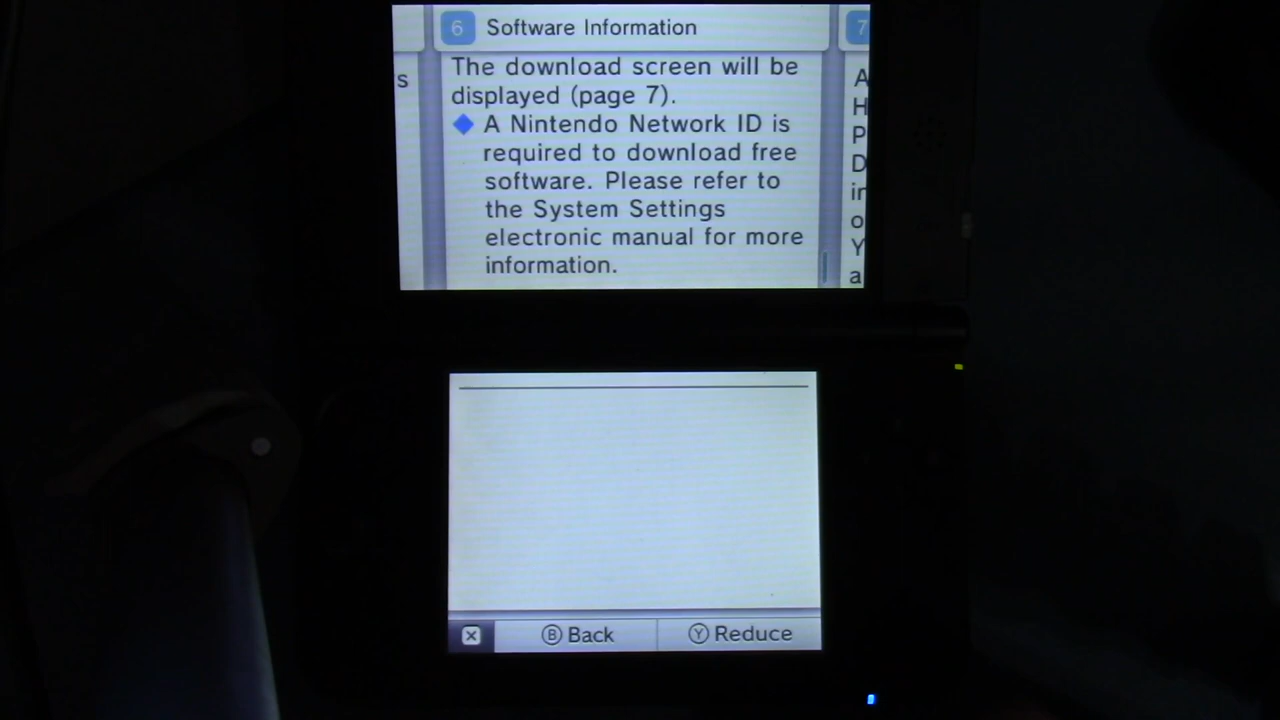 6 Software Information 7
The download screen will be
displayed (page 7).
A Nintendo Network ID is
required to download free
software. Please refer to
the System Settings
electronic manual for more
information.
s
A
H
P
D
in
o
Y
a
X B Back Y Reduce